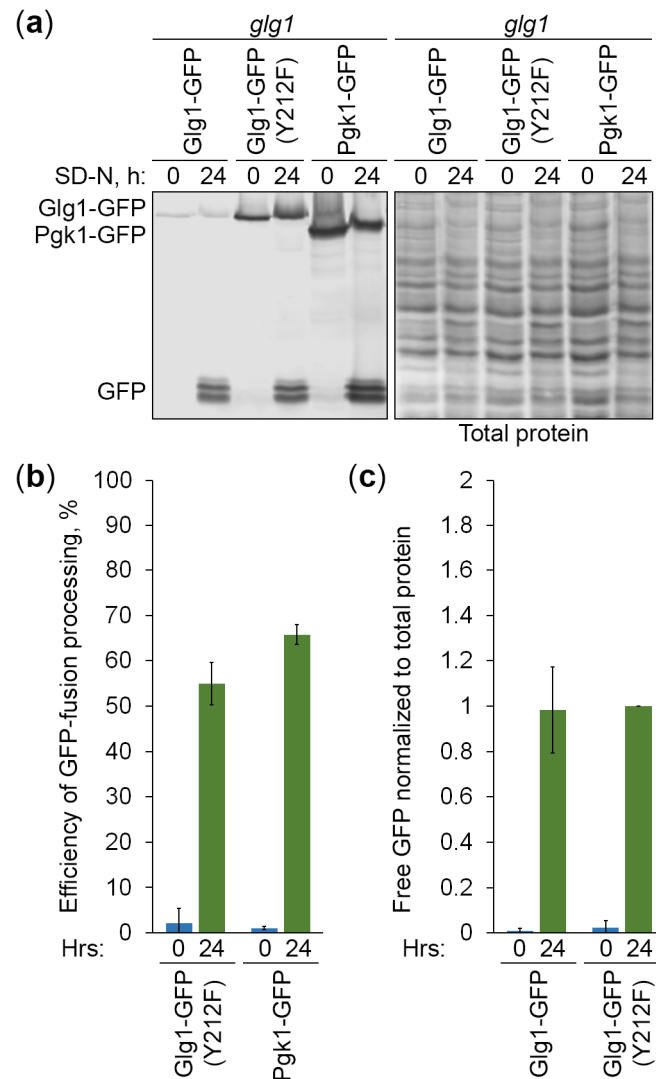 (a)
glg1 glg1
Glg1-GFP Glg1-GFP (Y212F) Pgk1-GFP Glg1-GFP Glg1-GFP (Y212F) Pgk1-GFP
SD-N, h: 0 24 0 24 0 24 0 24 0 24 0 24
Glg1-GFP
Pgk1-GFP
GFP
Total protein
(b)
Efficiency of GFP-fusion processing, %
100
90
80
70
60
50
40
30
20
10
0
Hrs: 0 24 0 24
Glg1-GFP (Y212F) Pgk1-GFP
(c)
Free GFP normalized to total protein
2
1.8
1.6
1.4
1.2
1
0.8
0.6
0.4
0.2
0
Hrs: 0 24 0 24
Glg1-GFP Glg1-GFP (Y212F)